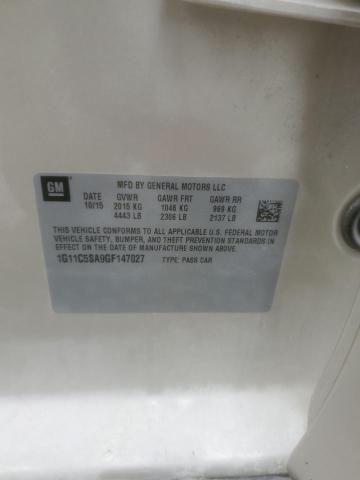 GM
MFD BY GENERAL MOTORS LLC
DATE GVWR GAWR FRT GAWR RR
10/15 2015 KG 1046 KG 969 KG
4443 LB 2306 LB 2137 LB
THIS VEHICLE CONFORMS TO ALL APPLICABLE U.S. FEDERAL MOTOR
VEHICLE SAFETY, BUMPER, AND THEFT PREVENTION STANDARDS
IN EFFECT ON THE DATE OF MANUFACTURE SHOWN ABOVE.
1G11C5SA9GF147027 TYPE: PASS CAR